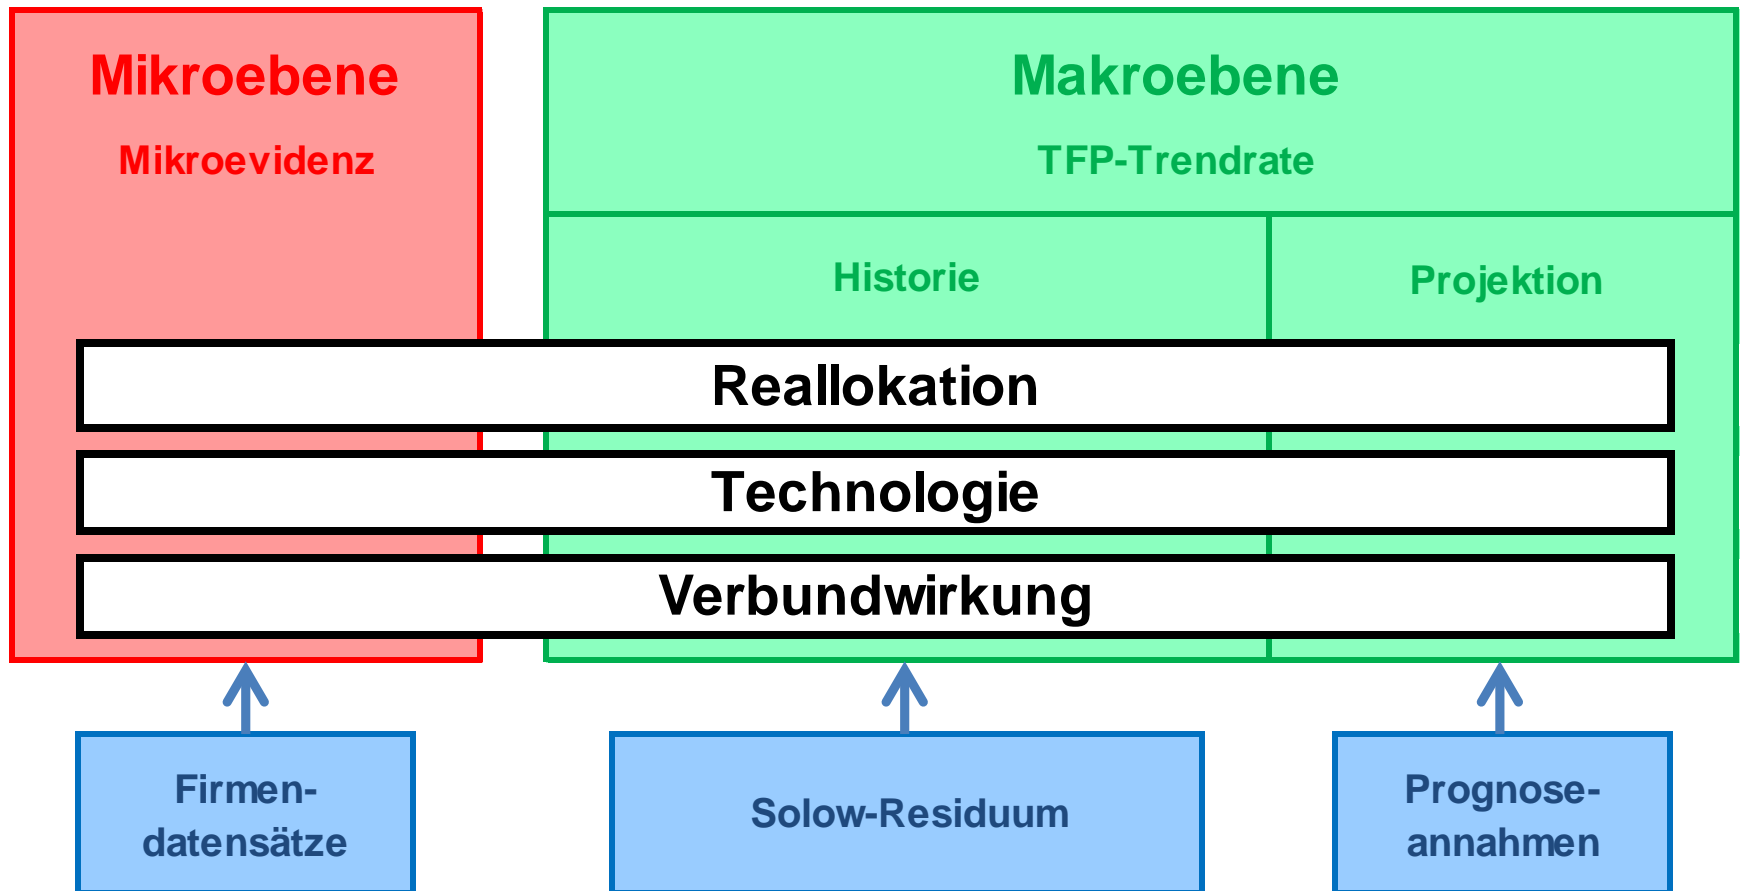 Mikroebene
Mikroevidenz
Makroebene
TFP-Trendrate
Historie
Projektion
Reallokation
Technologie
Verbundwirkung
Firmen-
datensätze
Solow-Residuum
Prognose-
annahmen